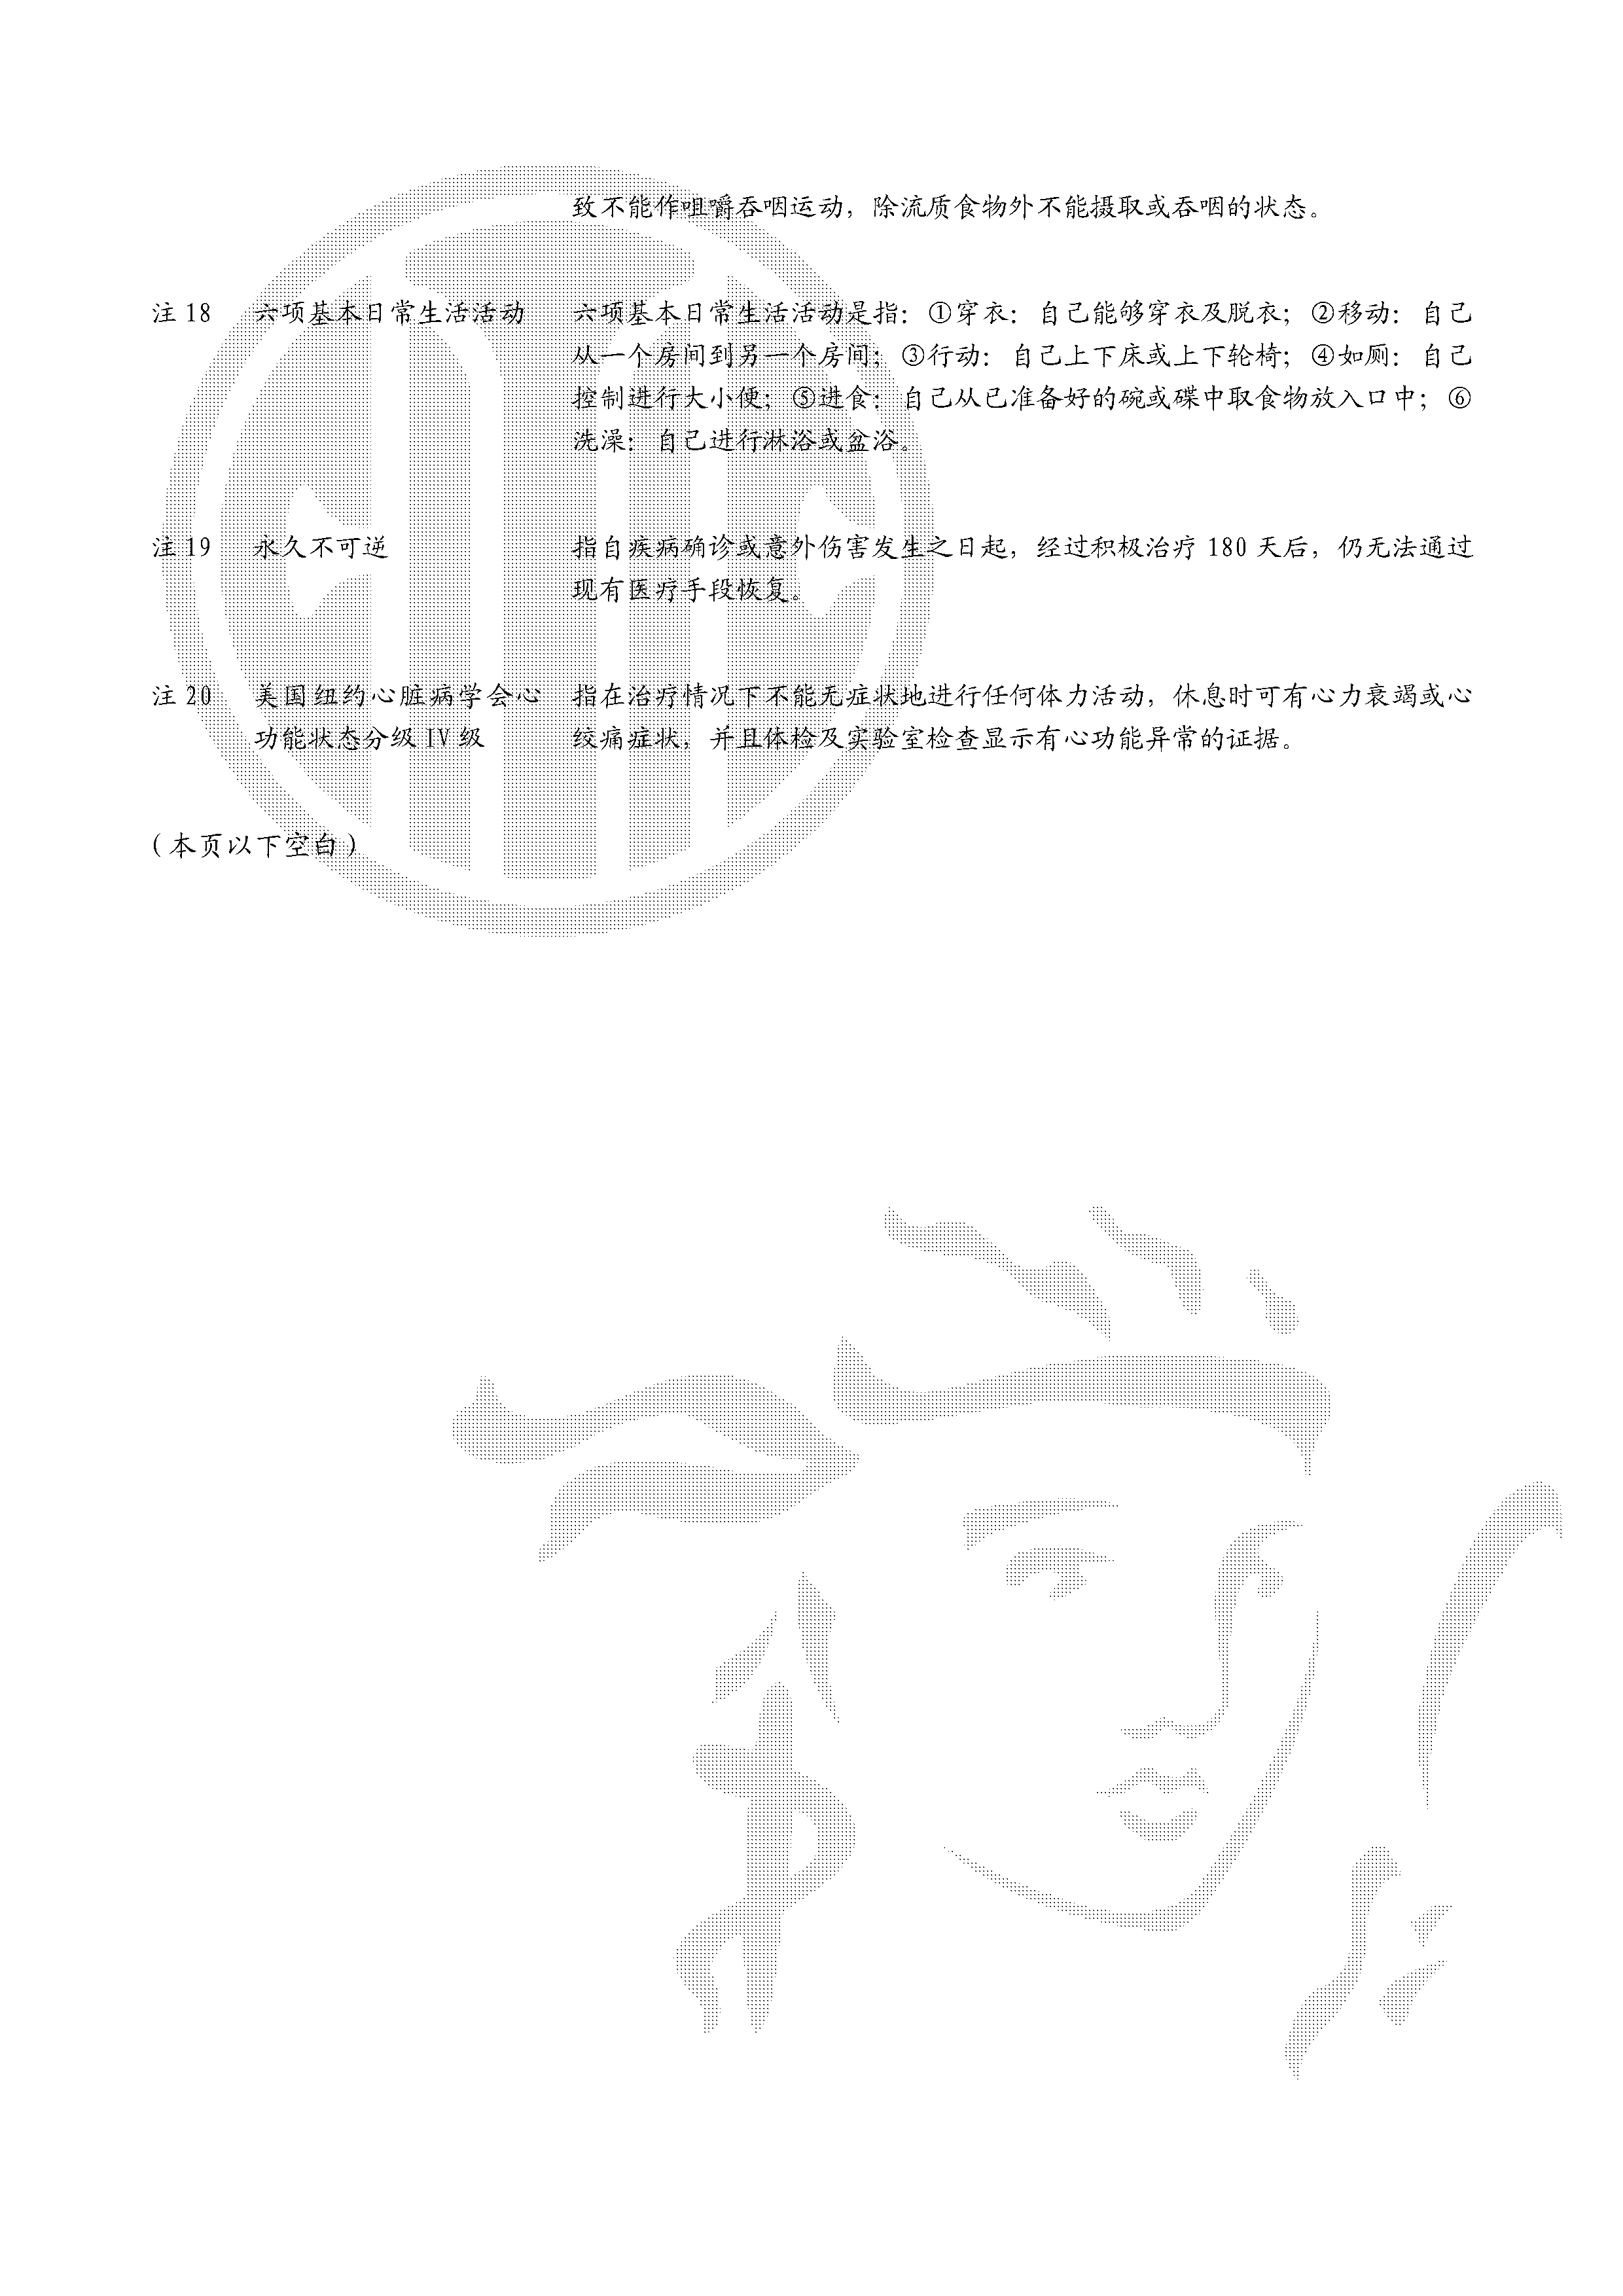 致不能作咀嚼吞咽运动，除流质食物外不能摄取或吞咽的状态。
注 18 六项基本日常生活活动 六项基本日常生活活动是指：①穿衣：自己能够穿衣及脱衣；②移动：自己
从一个房间到另一个房间；③行动：自己上下床或上下轮椅；④如厕：自己
控制进行大小便；⑤进食：自己从已准备好的碗或碟中取食物放入口中；⑥
洗澡：自己进行淋浴或盆浴。
注 19 永久不可逆 指自疾病确诊或意外伤害发生之日起，经过积极治疗 180 天后，仍无法通过
现有医疗手段恢复。
注 20 美国纽约心脏病学会心 指在治疗情况下不能无症状地进行任何体力活动，休息时可有心力衰竭或心
功能状态分级 IV 级 绞痛症状，并且体检及实验室检查显示有心功能异常的证据。
（本页以下空白）